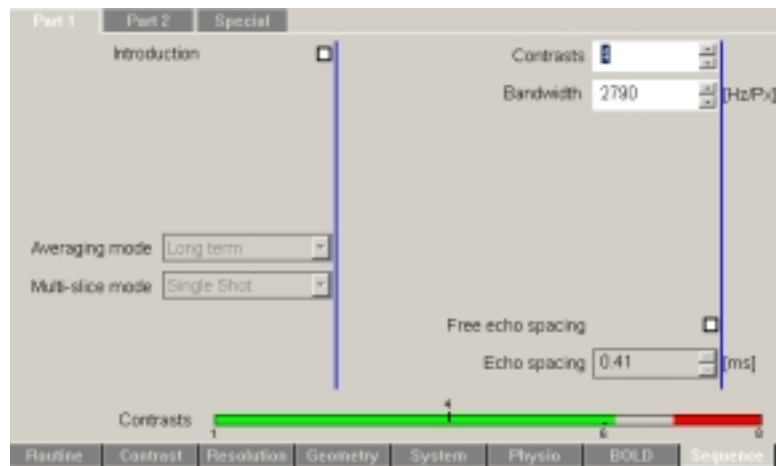 Part 1 Part 2 Special
Introduction
Contrasts 4
Bandwidth 2790 [Hz/Px]
Averaging mode Long term
Multi-slice mode Single Shot
Free echo spacing
Echo spacing 0.41 [ms]
4
Contrasts
1 6 8
Routine Contrast Resolution Geometry System Physio BOLD Sequence